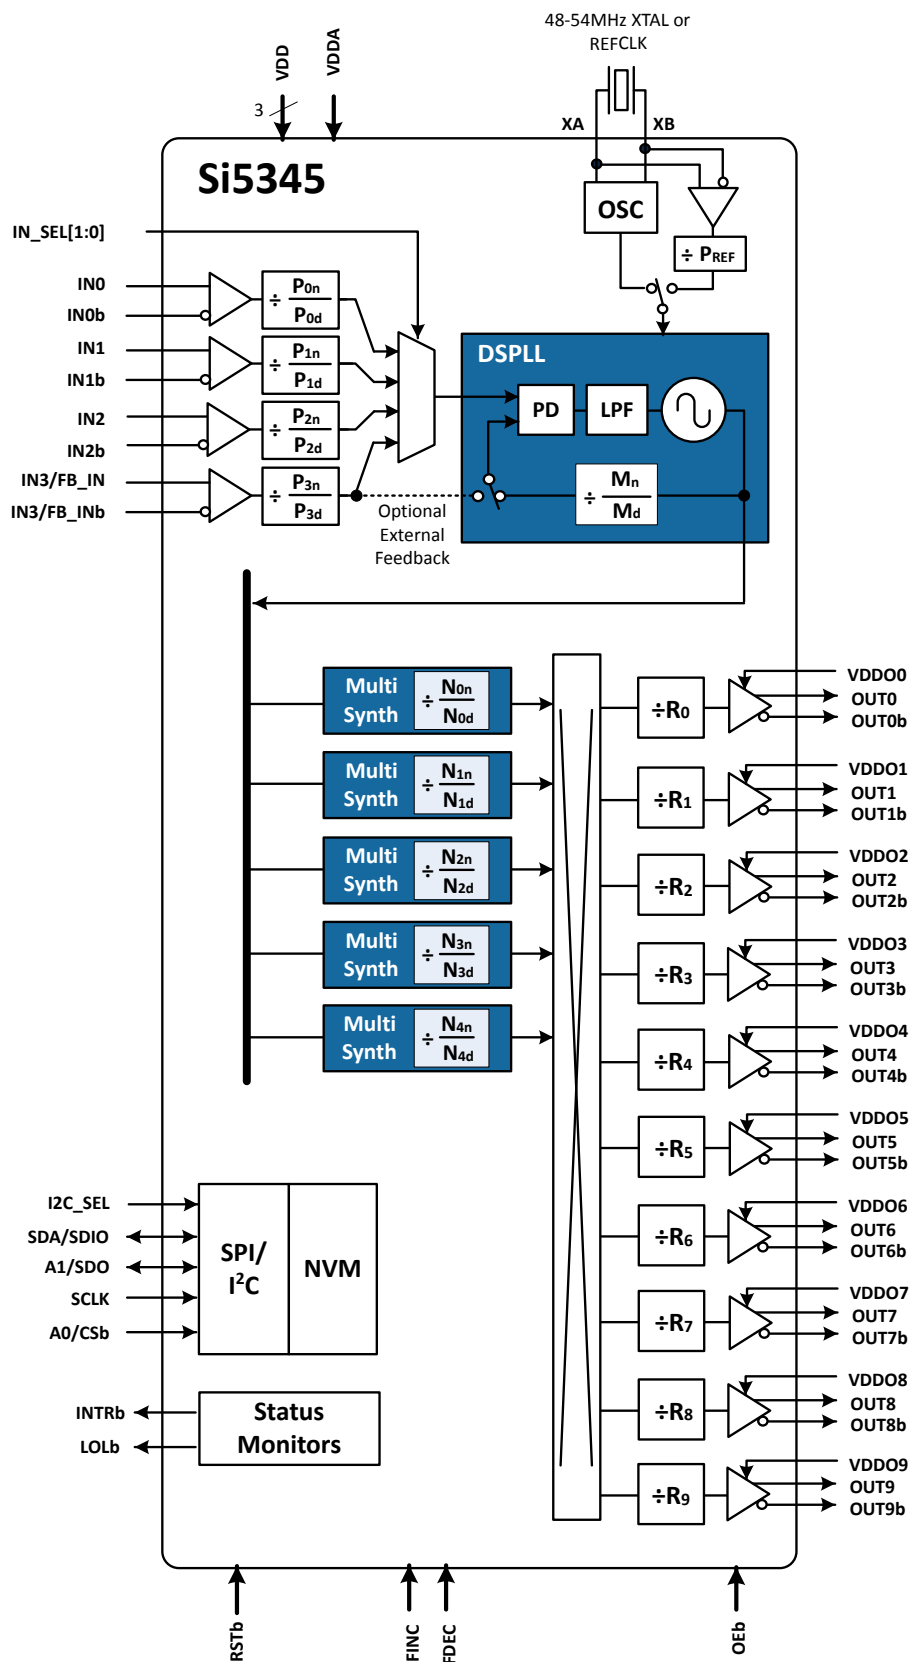 48-54MHz XTAL or
REFCLK
VDD
VDDA
3
XA
XB
Si5345
OSC
÷ PREF
IN_SEL[1:0]
IN0
IN0b
÷ P0n
P0d
IN1
IN1b
÷ P1n
P1d
IN2
IN2b
÷ P2n
P2d
IN3/FB_IN
IN3/FB_INb
÷ P3n
P3d
DSPLL
PD
LPF
÷ Mn
Md
Optional
External
Feedback
Multi
Synth
÷ N0n
N0d
Multi
Synth
÷ N1n
N1d
Multi
Synth
÷ N2n
N2d
Multi
Synth
÷ N3n
N3d
Multi
Synth
÷ N4n
N4d
÷R0
VDDO0
OUT0
OUT0b
÷R1
VDDO1
OUT1
OUT1b
÷R2
VDDO2
OUT2
OUT2b
÷R3
VDDO3
OUT3
OUT3b
÷R4
VDDO4
OUT4
OUT4b
÷R5
VDDO5
OUT5
OUT5b
÷R6
VDDO6
OUT6
OUT6b
÷R7
VDDO7
OUT7
OUT7b
÷R8
VDDO8
OUT8
OUT8b
÷R9
VDDO9
OUT9
OUT9b
I2C_SEL
SDA/SDIO
A1/SDO
SCLK
A0/CSb
SPI/
I²C
NVM
INTRb
LOLb
Status
Monitors
RSTb
FINC
FDEC
OEb